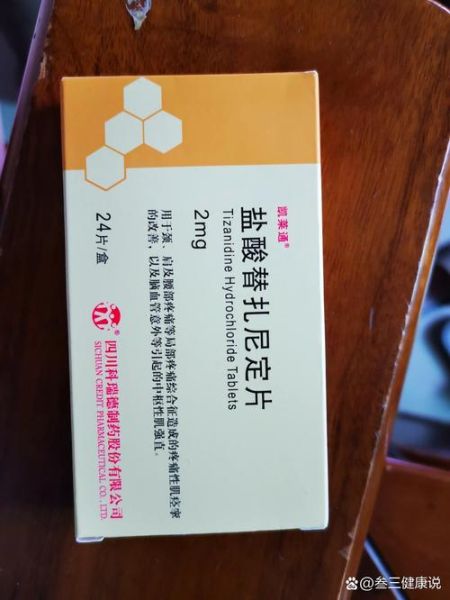 凯莱通®
盐酸替扎尼定片
Tizanidine Hydrochloride Tablets
2mg
用于颈、肩及腰部疼痛等局部疼痛综合征造成的疼痛性肌痉挛
的改善，以及脑血管意外等引起的中枢性肌强直。
24片/盒
四川科瑞德制药股份有限公司
SICHUAN CREDIT PHARMACEUTICAL CO., LTD.
叁三健康说